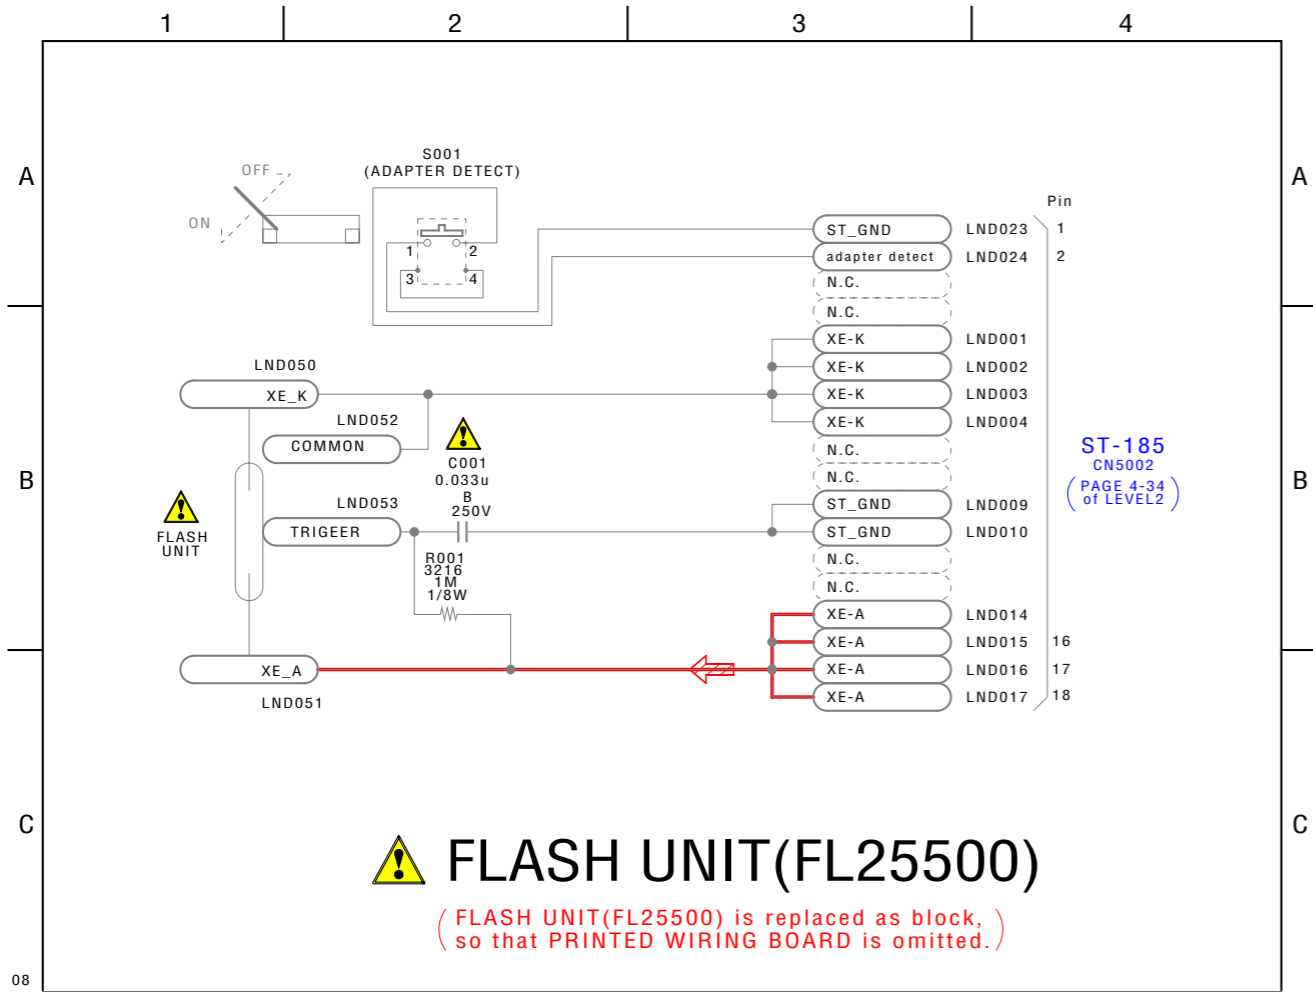 1 2 3 4
A A
B B
C C
S001
(ADAPTER DETECT)
OFF
ON
1 2
3 4
Pin
ST_GND LND023 1
adapter detect LND024 2
N.C.
N.C.
XE-K LND001
XE-K LND002
XE-K LND003
XE-K LND004
N.C.
N.C.
ST_GND LND009
ST_GND LND010
N.C.
N.C.
XE-A LND014
XE-A LND015 16
XE-A LND016 17
XE-A LND017 18
LND050
XE_K
LND052
COMMON
C001
0.033u
B
250V
LND053
TRIGEER
FLASH
UNIT
R001
3216
1M
1/8W
XE_A
LND051
ST-185
CN5002
(PAGE 4-34
of LEVEL2)
FLASH UNIT(FL25500)
(FLASH UNIT(FL25500) is replaced as block,
so that PRINTED WIRING BOARD is omitted.)
08